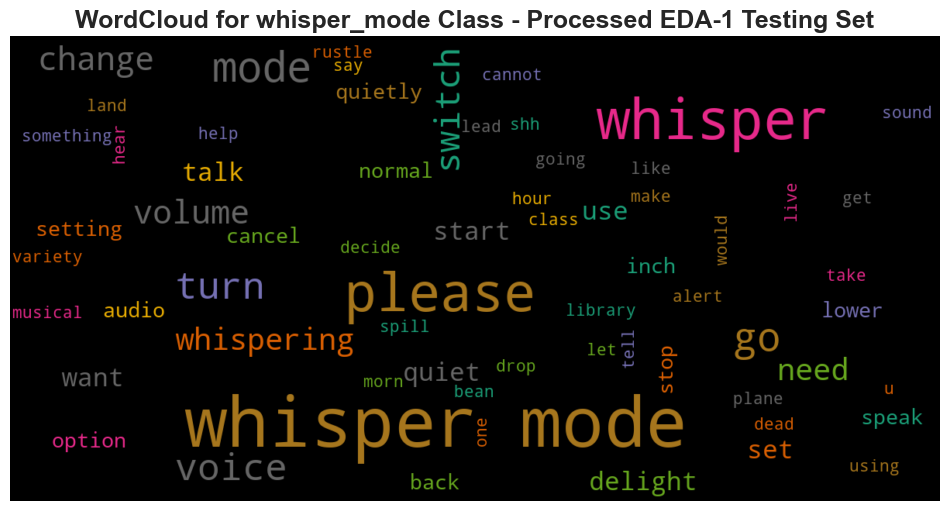 WordCloud for whisper_mode Class - Processed EDA-1 Testing Set
change
mode
rustle
say
quietly
switch
cannot
whisper
sound
land
something
hear
help
lead
shh
talk
normal
going
like
live
get
hour
class
make
use
volume
setting
cancel
start
decide
would
variety
inch
take
turn
please
alert
musical
audio
library
lower
spill
whispering
go
tell
let
stop
want
morn
quiet
drop
bean
need
u
plane
whisper mode
one
dead
speak
option
set
voice
using
back
delight